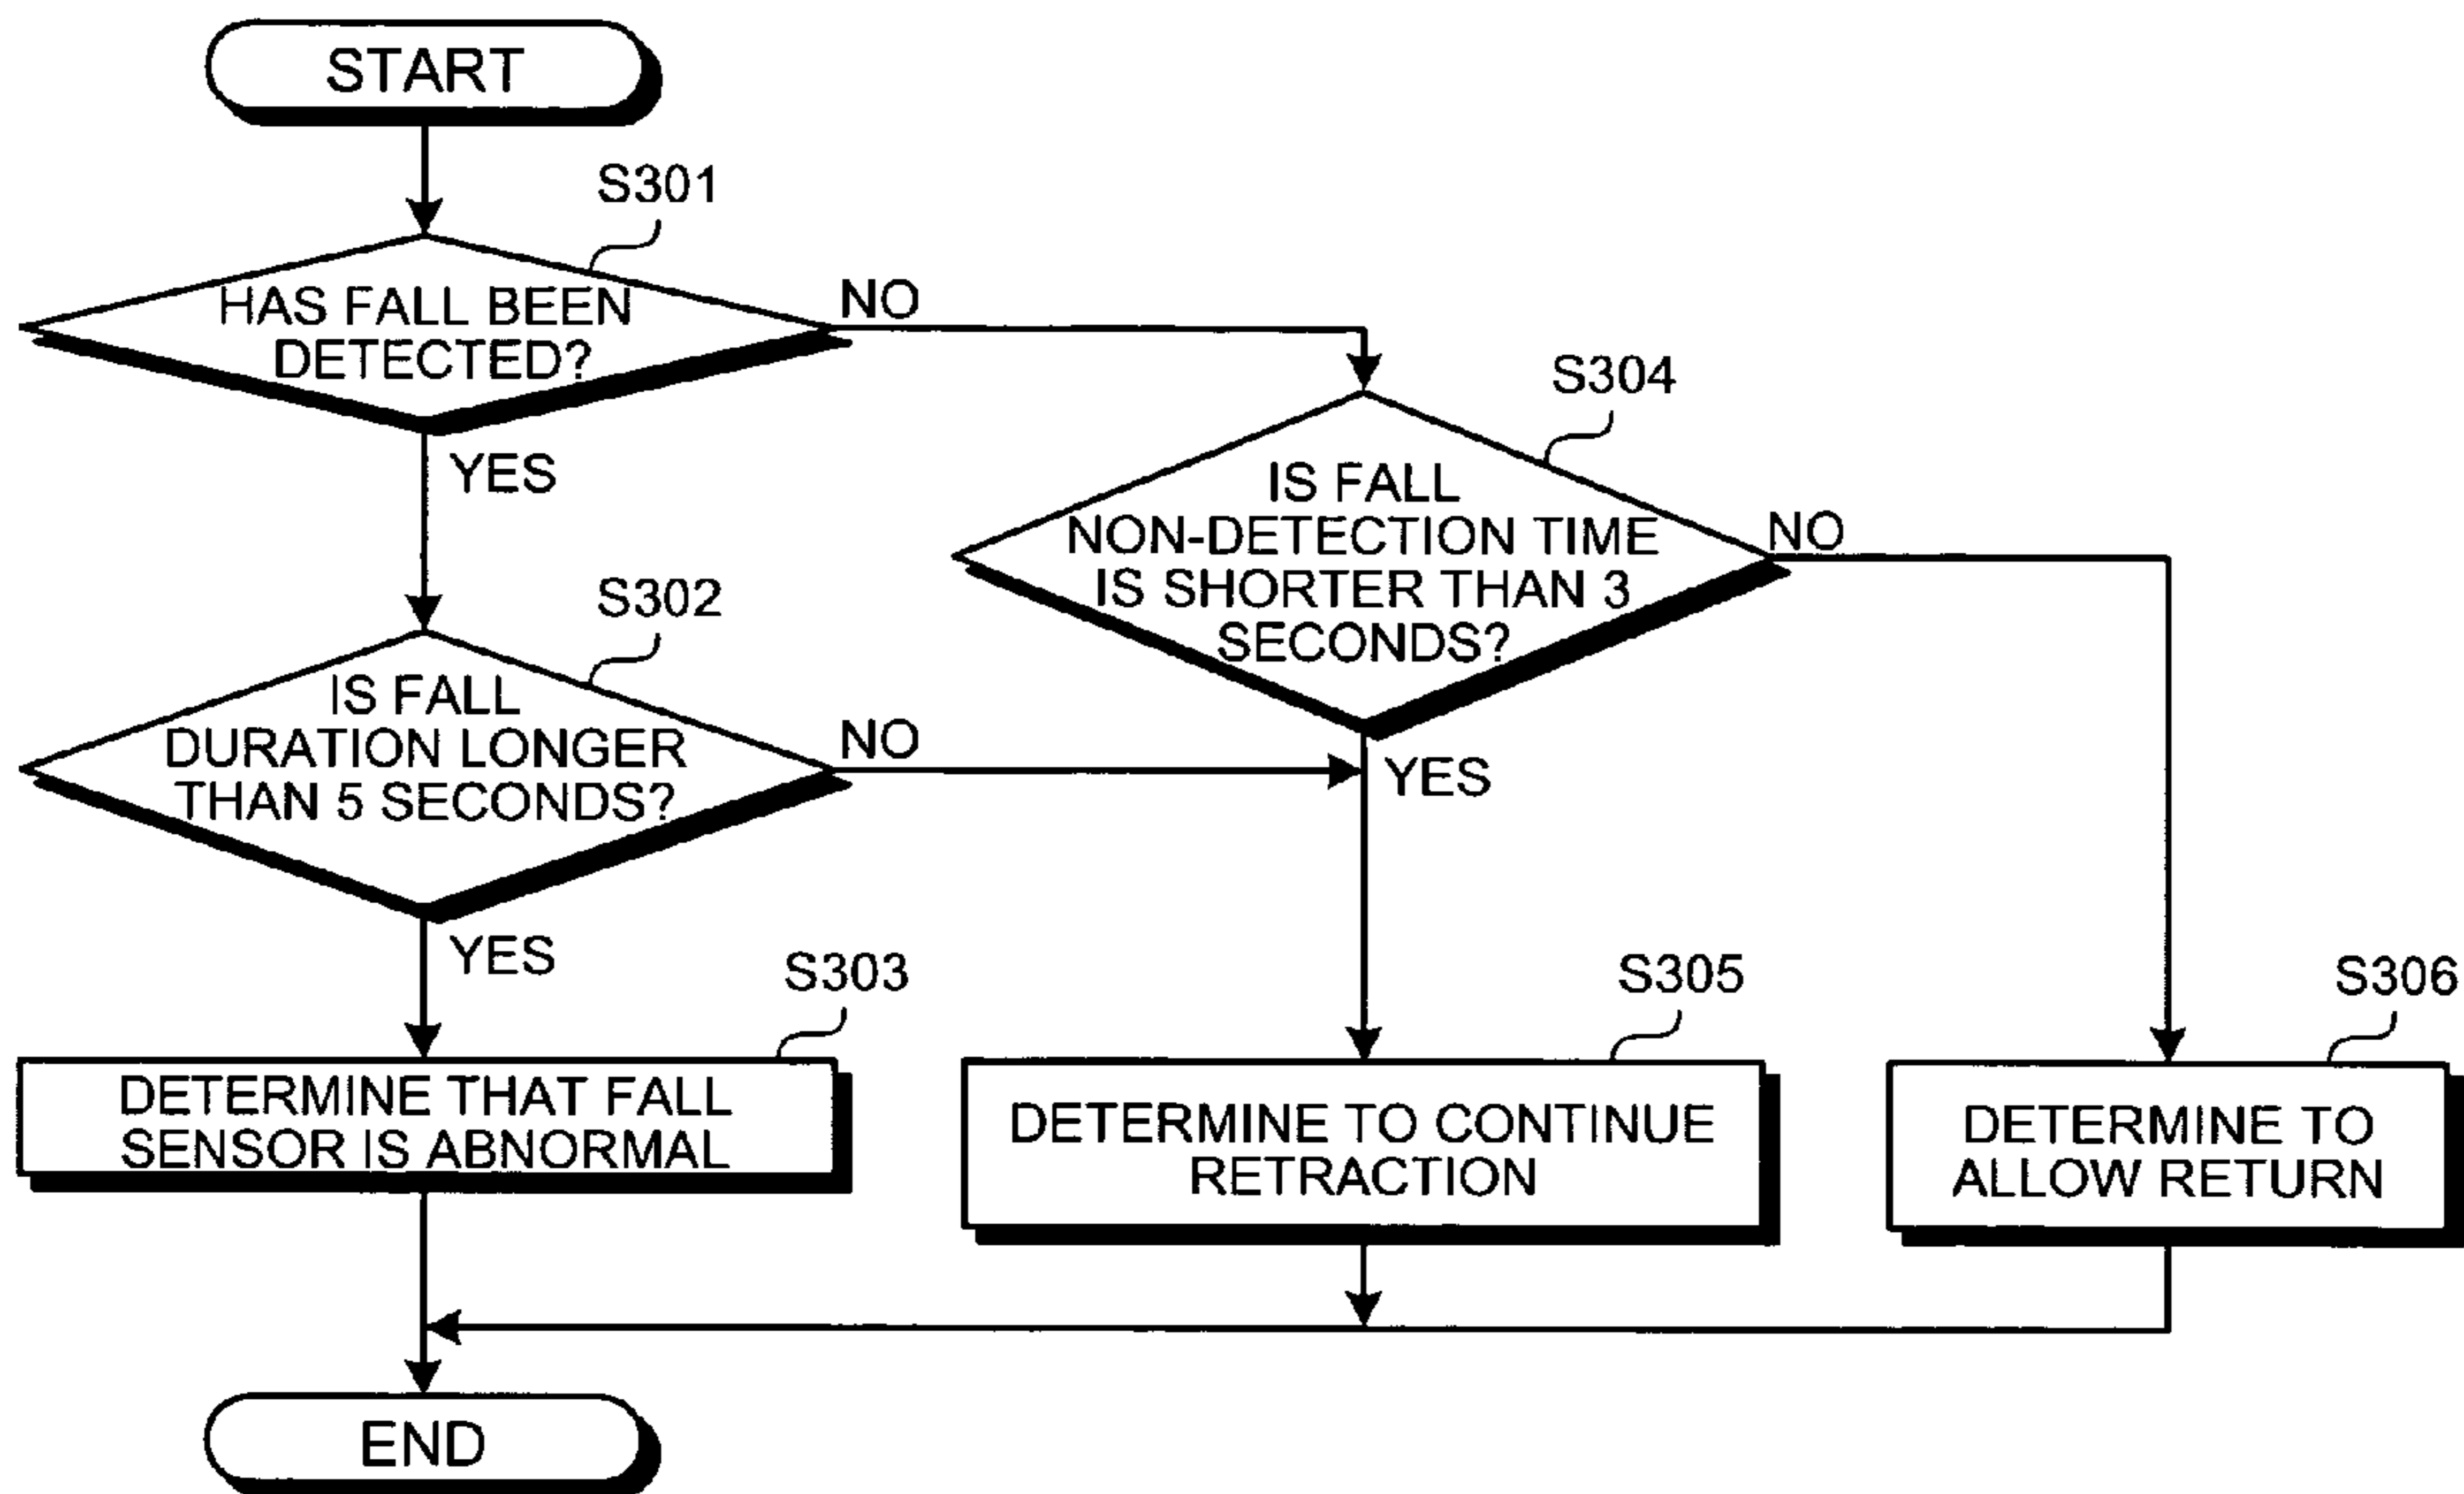 START
S301
HAS FALL BEEN
DETECTED?
NO
YES
S304
IS FALL
NON-DETECTION TIME
IS SHORTER THAN 3
SECONDS?
NO
YES
S302
IS FALL
DURATION LONGER
THAN 5 SECONDS?
NO
YES
S303
DETERMINE THAT FALL
SENSOR IS ABNORMAL
S305
DETERMINE TO CONTINUE
RETRACTION
S306
DETERMINE TO
ALLOW RETURN
END